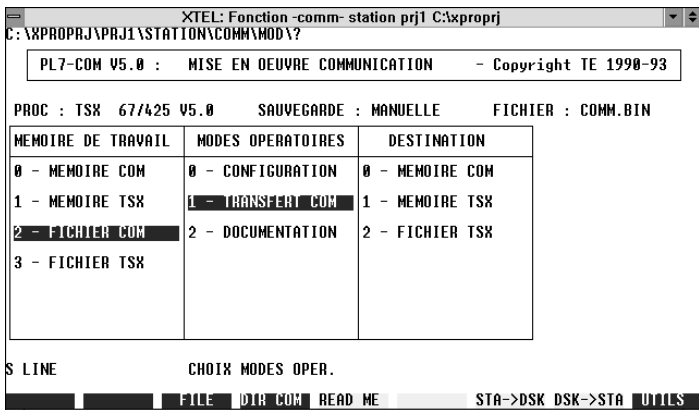 XTEL: Fonction -comm- station prj1 C:\xproprj
C:\XPROPRJ\PRJ1\STATION\COMM\MOD\?
PL7-COM V5.0 : MISE EN OEUVRE COMMUNICATION - Copyright TE 1990-93
PROC : TSX 67/425 V5.0 SAUVEGARDE : MANUELLE FICHIER : COMM.BIN
MEMOIRE DE TRAVAIL MODES OPERATOIRES DESTINATION
0 - MEMOIRE COM 0 - CONFIGURATION 0 - MEMOIRE COM
1 - MEMOIRE TSX 1 - TRANSFERT COM 1 - MEMOIRE TSX
2 - FICHIER COM 2 - DOCUMENTATION 2 - FICHIER TSX
3 - FICHIER TSX
S LINE CHOIX MODES OPER.
FILE DIR COM READ ME STA->DSK DSK->STA UTILS